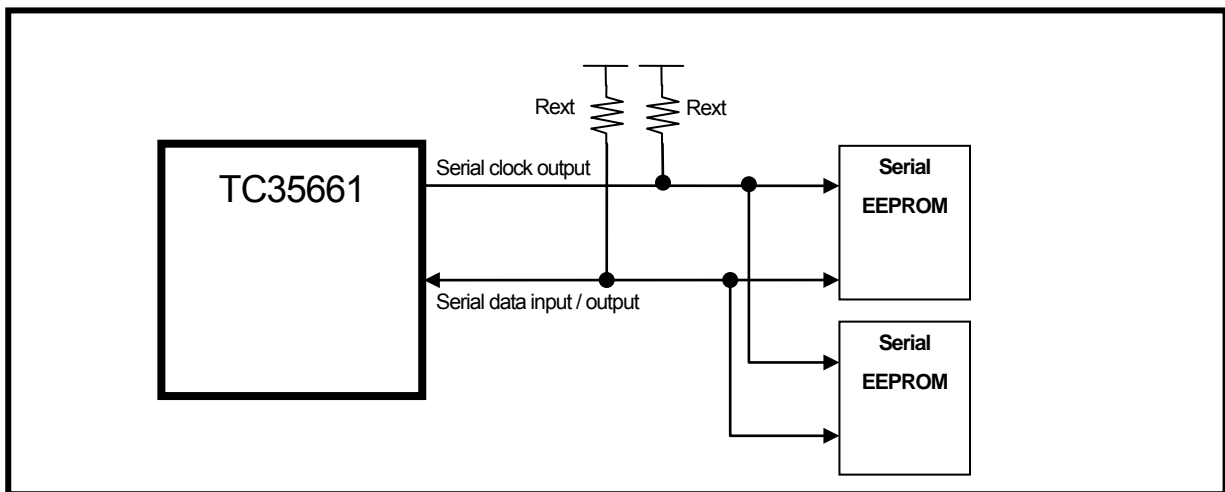 Rext
Rext
Serial clock output
TC35661
Serial data input / output
Serial
EEPROM
Serial
EEPROM